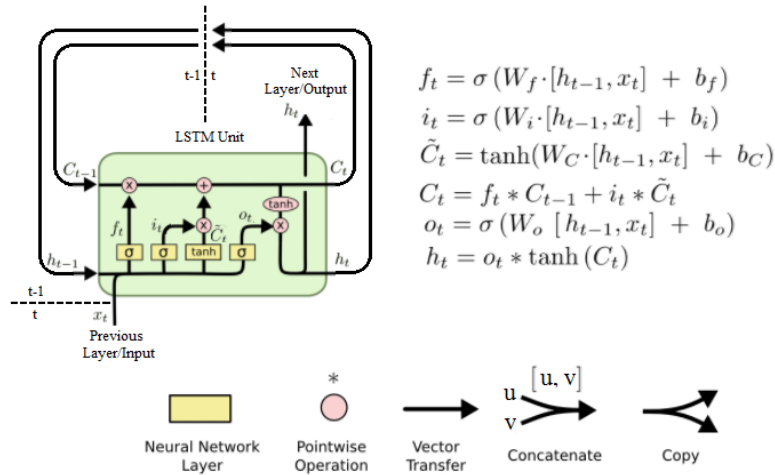 t-1 t
Next
Layer/Output
h_t
LSTM Unit
C_{t-1}
C_t
x
+
tanh
f_t
i_t
C̃_t
o_t
x
x
σ
σ
tanh
σ
h_{t-1}
h_t
t-1
t
x_t
Previous
Layer/Input
f_t = σ (W_f·[h_{t-1}, x_t] + b_f)
i_t = σ (W_i·[h_{t-1}, x_t] + b_i)
C̃_t = tanh(W_C·[h_{t-1}, x_t] + b_C)
C_t = f_t * C_{t-1} + i_t * C̃_t
o_t = σ (W_o [h_{t-1}, x_t] + b_o)
h_t = o_t * tanh (C_t)
*
u
v
[u, v]
Neural Network
Layer
Pointwise
Operation
Vector
Transfer
Concatenate
Copy